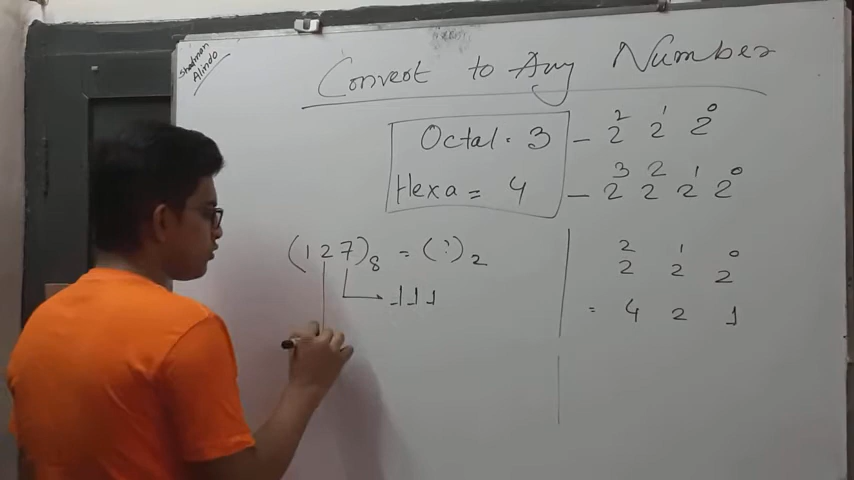 Shadman
Alindo
Convert to Any Number
Octal = 3 - 2² 2¹ 2⁰
Hexa = 4 - 2³ 2² 2¹ 2⁰
(127)₈ = (?)₂
111
2² 2¹ 2⁰
= 4 2 1